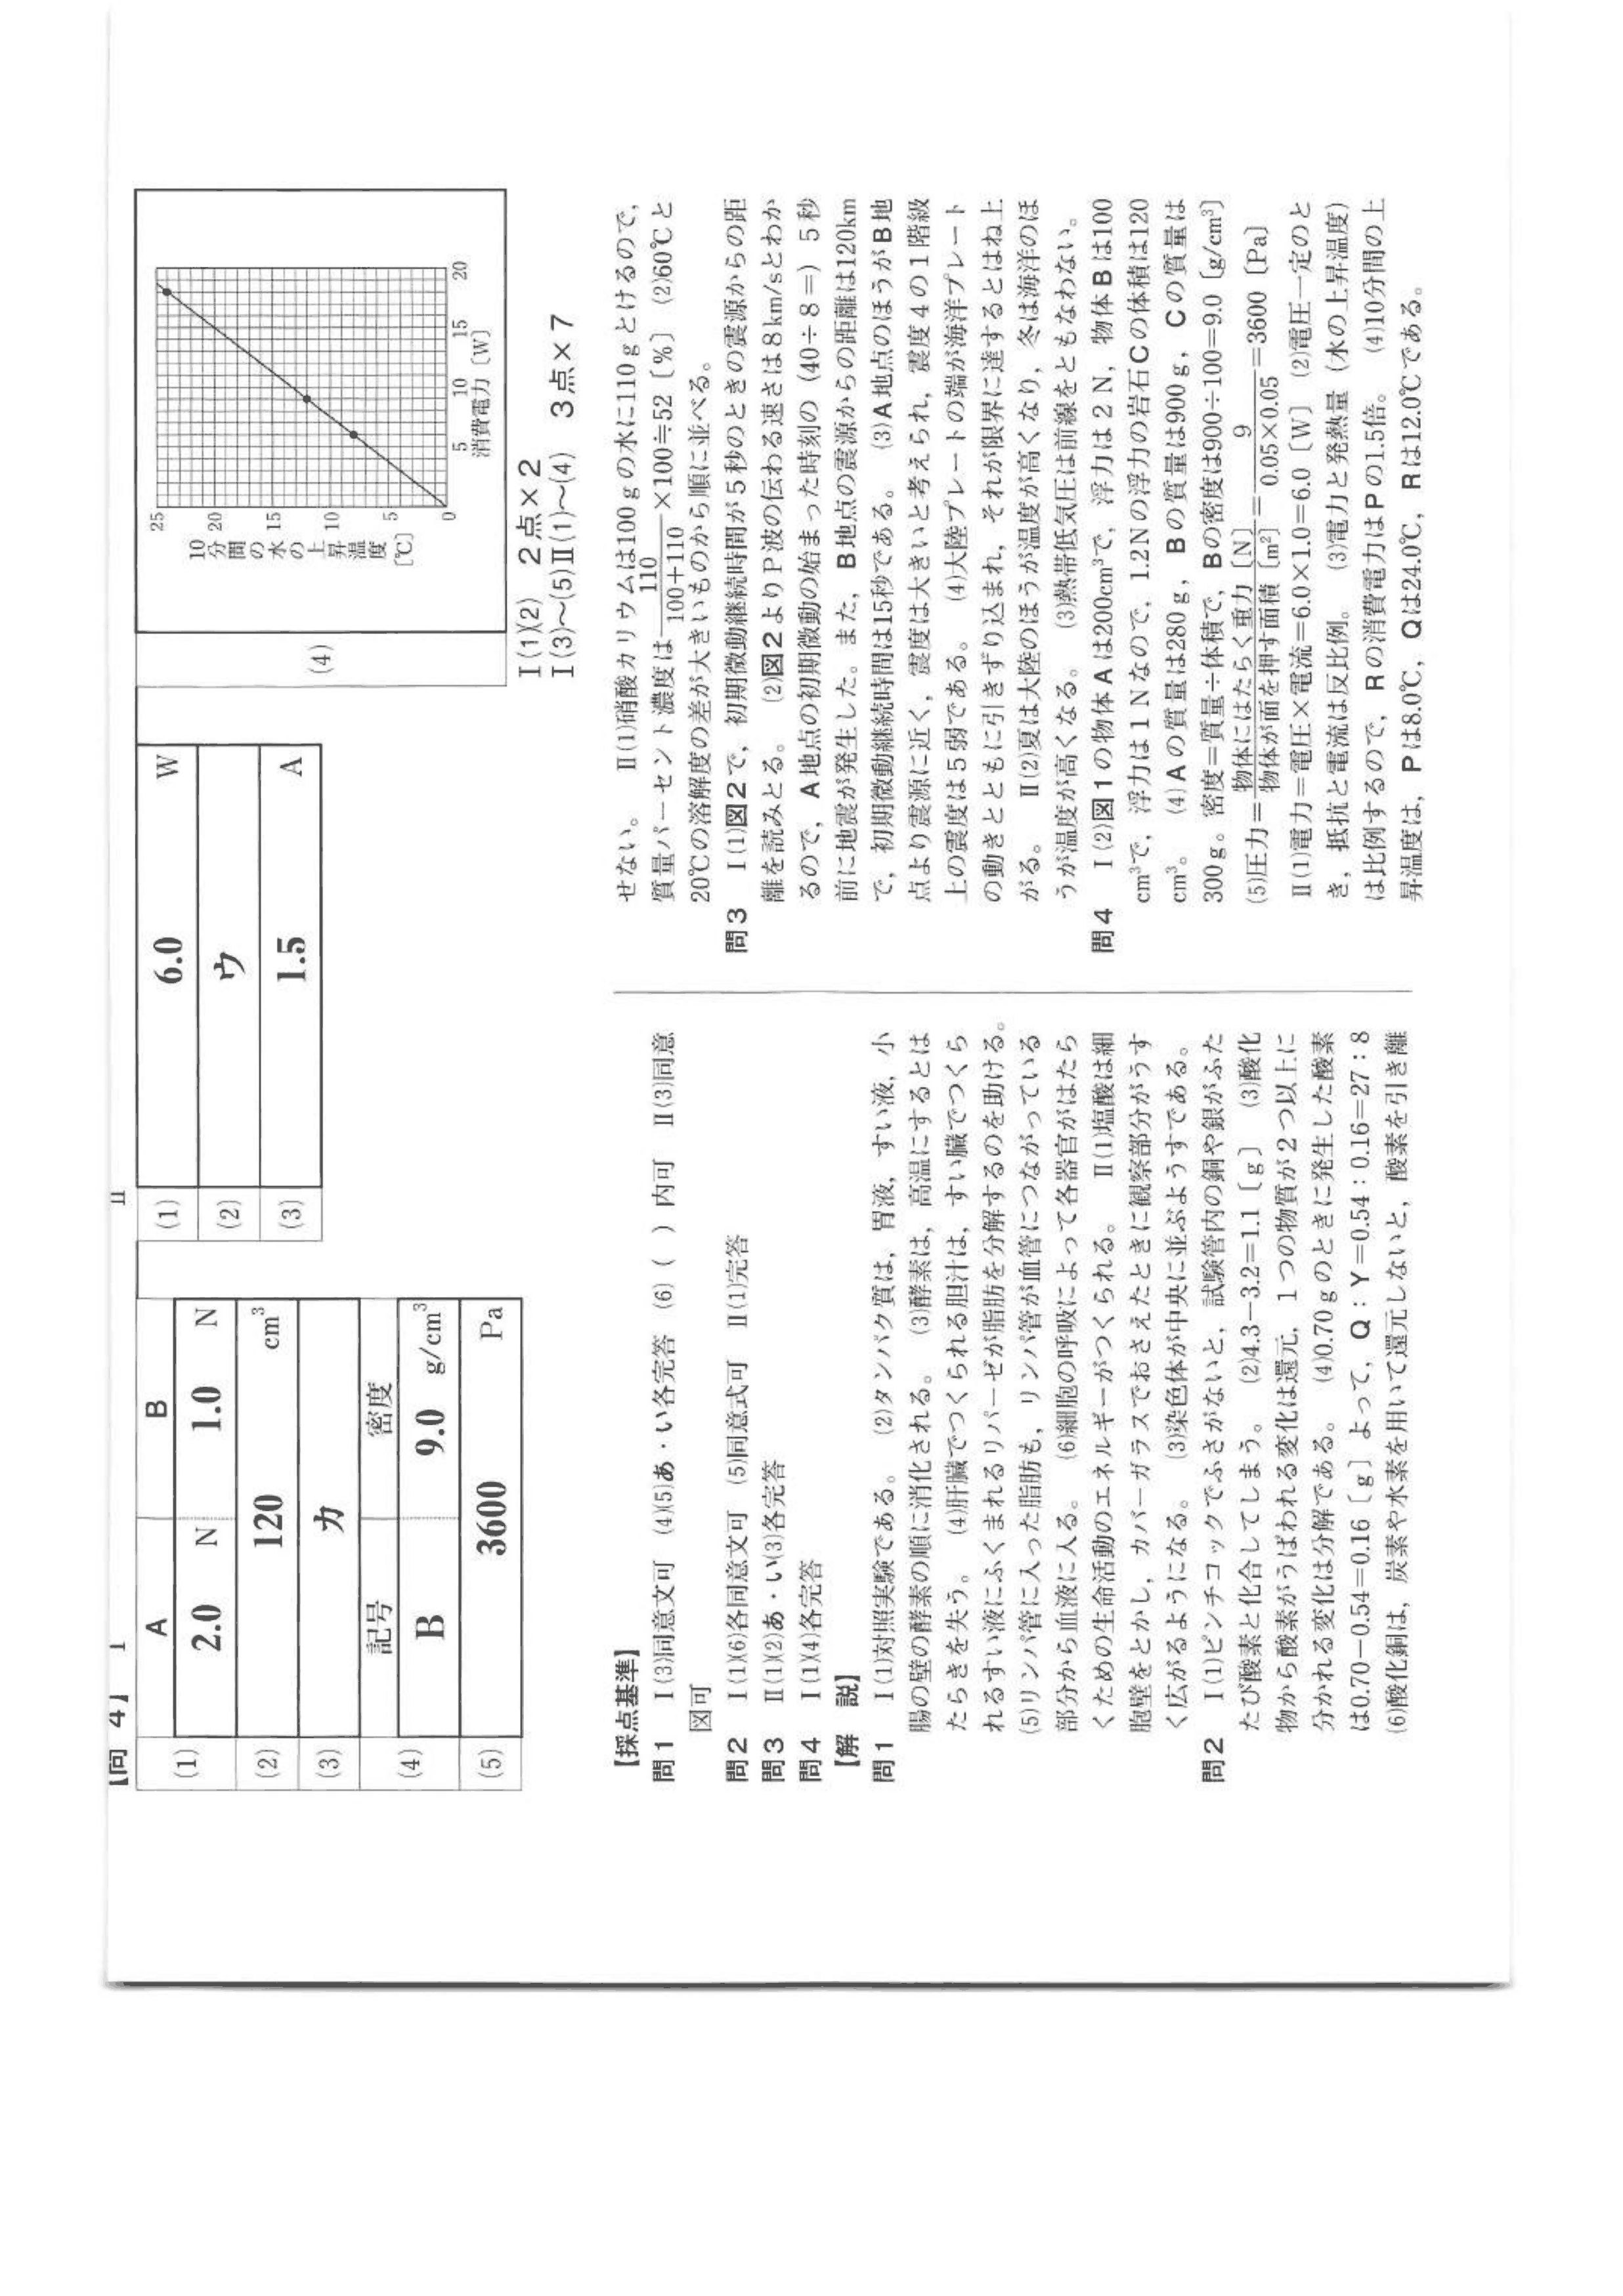 【問 4】 I
A B
(1) 2.0 N 1.0 N
(2) 120 cm³
(3) カ
(4) 記号 密度
B 9.0 g/cm³
(5) 3600 Pa
II
(1) 6.0 W
(2) ウ
(3) 1.5 A
(4)
10分間の水の上昇温度〔℃〕
25
20
15
10
5
0
5 10 15 20
消費電力〔W〕
I(1)(2) 2点×2
I(3)～(5)II(1)～(4) 3点×7
【採点基準】
問1 I(3)同意文可 (4)(5)あ・い各完答 (6)( )内可 II(3)同意
図可
問2 I(1)(6)各同意文可 (5)同意式可 II(1)完答
問3 II(1)(2)あ・い(3)各完答
問4 I(1)(4)各完答
【解 説】
問1 I(1)対照実験である。 (2)タンパク質は，胃液，すい液，小
腸の壁の酵素の順に消化される。 (3)酵素は，高温にするとは
たらきを失う。 (4)肝臓でつくられる胆汁は，すい臓でつくら
れるすい液にふくまれるリパーゼが脂肪を分解するのを助ける。
(5)リンパ管に入った脂肪も，リンパ管が血管につながっている
部分から血液に入る。 (6)細胞の呼吸によって各器官がはたら
くための生命活動のエネルギーがつくられる。 II(1)塩酸は細
胞壁をとかし，カバーガラスでおさえたときに観察部分がうす
く広がるようになる。 (3)染色体が中央に並ぶようすである。
問2 I(1)ピンチコックでふさがないと，試験管内の銅や銀がふた
たび酸素と化合してしまう。 (2)4.3－3.2＝1.1〔g〕 (3)酸化
物から酸素がうばわれる変化は還元，1つの物質が2つ以上に
分かれる変化は分解である。 (4)0.70gのときに発生した酸素
は0.70－0.54＝0.16〔g〕よって，Q：Y＝0.54：0.16＝27：8
(6)酸化銅は，炭素や水素を用いて還元しないと，酸素を引き離
せない。 II(1)硝酸カリウムは100gの水に110gとけるので，
質量パーセント濃度は110/100＋110×100≒52〔％〕 (2)60℃と
20℃の溶解度の差が大きいものから順に並べる。
問3 I(1)図2で，初期微動継続時間が5秒のときの震源からの距
離を読みとる。 (2)図2よりP波の伝わる速さは8km/sとわか
るので，A地点の初期微動の始まった時刻の（40÷8＝）5秒
前に地震が発生した。また，B地点の震源からの距離は120km
で，初期微動継続時間は15秒である。 (3)A地点のほうがB地
点より震源に近く，震度は大きいと考えられ，震度4の1階級
上の震度は5弱である。 (4)大陸プレートの端が海洋プレート
の動きとともに引きずり込まれ，それが限界に達するとはね上
がる。 II(2)夏は大陸のほうが温度が高くなり，冬は海洋のほ
うが温度が高くなる。 (3)熱帯低気圧は前線をともなわない。
問4 I(2)図1の物体Aは200cm³で，浮力は2N，物体Bは100
cm³で，浮力は1Nなので，1.2Nの浮力の岩石Cの体積は120
cm³。 (4)Aの質量は280g，Bの質量は900g，Cの質量は
300g。密度＝質量÷体積で，Bの密度は900÷100＝9.0〔g/cm³〕
(5)圧力＝物体にはたらく重力〔N〕/物体が面を押す面積〔m²〕＝9/0.05×0.05＝3600〔Pa〕
II(1)電力＝電圧×電流＝6.0×1.0＝6.0〔W〕 (2)電圧一定のと
き，抵抗と電流は反比例。 (3)電力と発熱量（水の上昇温度）
は比例するので，Rの消費電力はPの1.5倍。 (4)10分間の上
昇温度は，Pは8.0℃，Qは24.0℃，Rは12.0℃である。